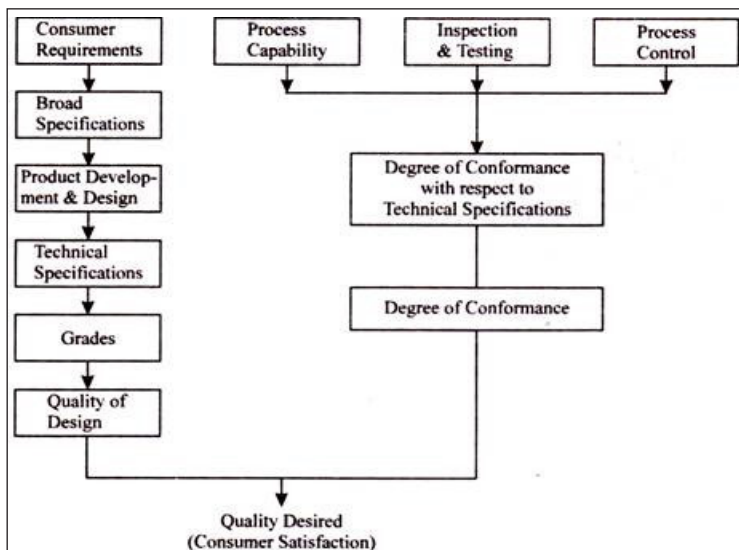 Consumer
Requirements
Process
Capability
Inspection
& Testing
Process
Control
Broad
Specifications
Product Develop-
ment & Design
Degree of Conformance
with respect to
Technical Specifications
Technical
Specifications
Degree of Conformance
Grades
Quality of
Design
Quality Desired
(Consumer Satisfaction)